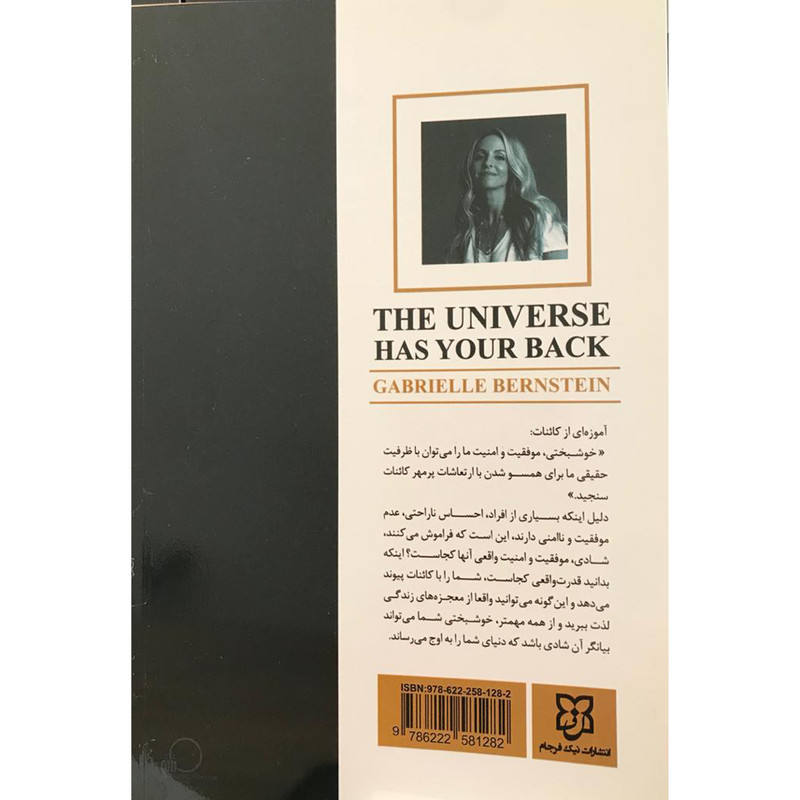 THE UNIVERSE
HAS YOUR BACK
GABRIELLE BERNSTEIN
آموزه‌ای از کائنات:
«خوشبختی، موفقیت و امنیت ما را می‌توان با ظرفیت
حقیقی ما برای همسو شدن با ارتعاشات پرمهر کائنات
سنجید.»
دلیل اینکه بسیاری از افراد، احساس ناراحتی، عدم
موفقیت و ناامنی دارند، این است که فراموش می‌کنند،
شادی، موفقیت و امنیت واقعی آنها کجاست؟ اینکه
بدانید قدرت‌واقعی کجاست، شما را با کائنات پیوند
می‌دهد و این گونه می‌توانید واقعا از معجزه‌های زندگی
لذت ببرید و از همه مهمتر، خوشبختی شما می‌تواند
بیانگر آن شادی باشد که دنیای شما را به اوج می‌رساند.
ISBN:978-622-258-128-2
9 786222 581282
انتشارات نیک فرجام